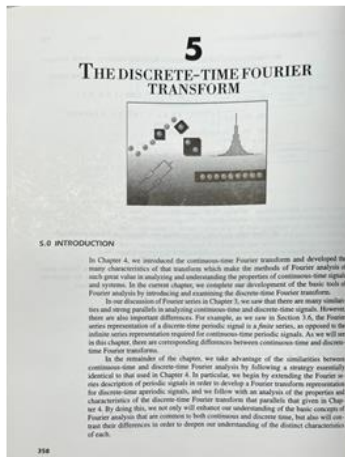 5
THE DISCRETE-TIME FOURIER
TRANSFORM
5.0 INTRODUCTION
In Chapter 4, we introduced the continuous-time Fourier transform and developed the
many characteristics of that transform which make the methods of Fourier analysis of
such great value in analyzing and understanding the properties of continuous-time signals
and systems. In the current chapter, we complete our development of the basic tools of
Fourier analysis by introducing and examining the discrete-time Fourier transform.
In our discussion of Fourier series in Chapter 3, we saw that there are many similari-
ties and strong parallels in analyzing continuous-time and discrete-time signals. However,
there are also important differences. For example, as we saw in Section 3.6, the Fourier
series representation of a discrete-time periodic signal is a finite series, as opposed to the
infinite series representation required for continuous-time periodic signals. As we will see
in this chapter, there are corresponding differences between continuous-time and discrete-
time Fourier transforms.
In the remainder of the chapter, we take advantage of the similarities between
continuous-time and discrete-time Fourier analysis by following a strategy essentially
identical to that used in Chapter 4. In particular, we begin by extending the Fourier se-
ries description of periodic signals in order to develop a Fourier transform representation
for discrete-time aperiodic signals, and we follow with an analysis of the properties and
characteristics of the discrete-time Fourier transform that parallels that given in Chap-
ter 4. By doing this, we not only will enhance our understanding of the basic concepts of
Fourier analysis that are common to both continuous and discrete time, but also will con-
trast their differences in order to deepen our understanding of the distinct characteristics
of each.
358